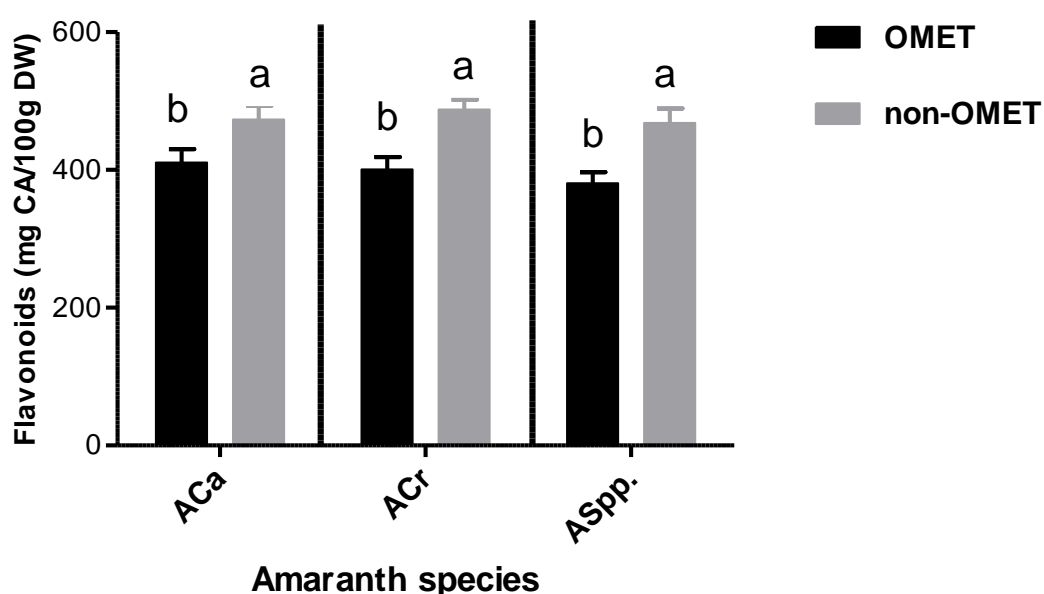 Flavonoids (mg CA/100g DW)
600
400
200
0
b
a
b
a
b
a
ACa
ACr
ASpp.
Amaranth species
OMET
non-OMET